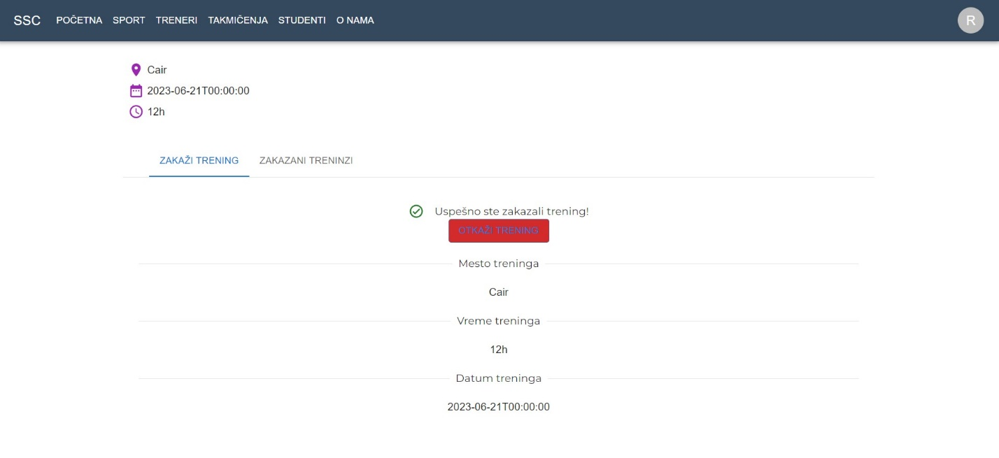 SSC POČETNA SPORT TRENERI TAKMIČENJA STUDENTI O NAMA R
Cair
2023-06-21T00:00:00
12h
ZAKAŽI TRENING ZAKAZANI TRENINZI
Uspešno ste zakazali trening!
OTKAŽI TRENING
Mesto treninga
Cair
Vreme treninga
12h
Datum treninga
2023-06-21T00:00:00